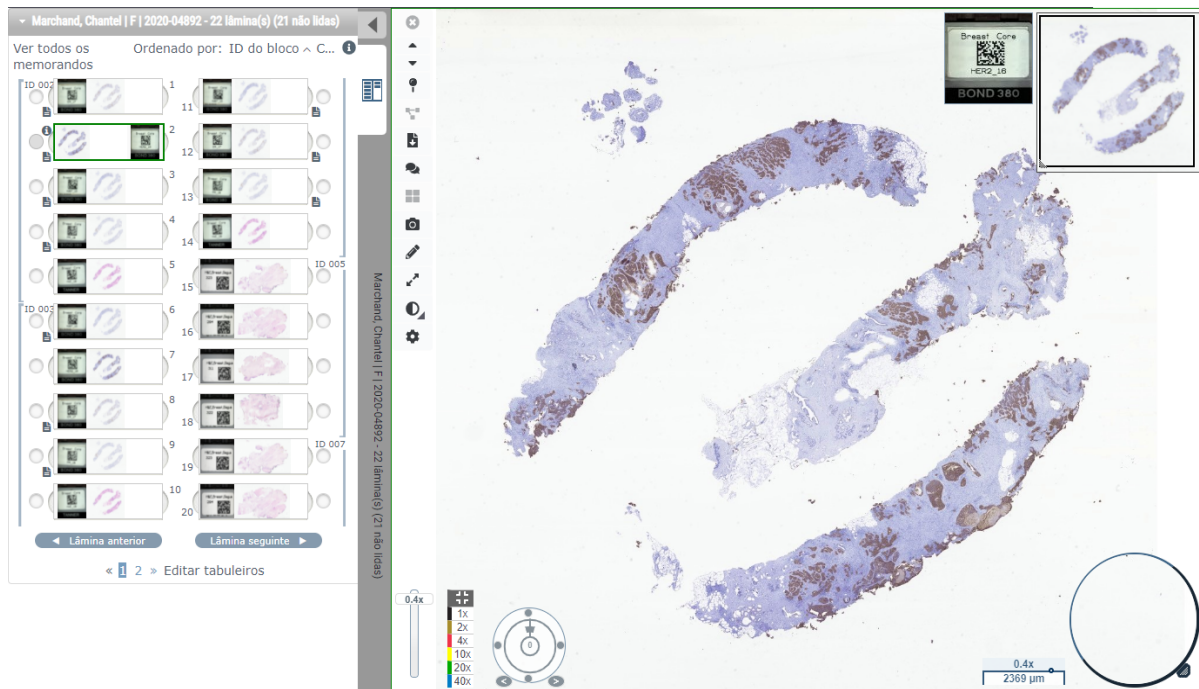 Marchand, Chantel | F | 2020-04892 - 22 lâmina(s) (21 não lidas)
Ver todos os memorandos
Ordenado por: ID do bloco C...
ID 002
1
11
2
12
3
13
4
14
5
15
ID 005
ID 003
6
16
7
17
8
18
9
19
ID 007
10
20
Lâmina anterior
Lâmina seguinte
« 1 2 » Editar tabuleiros
Marchand, Chantel | F | 2020-04892 - 22 lâmina(s) (21 não lidas)
0.4x
1x
2x
4x
10x
20x
40x
0
Breast Core
HER2_18
BOND 380
0.4x
2369 µm